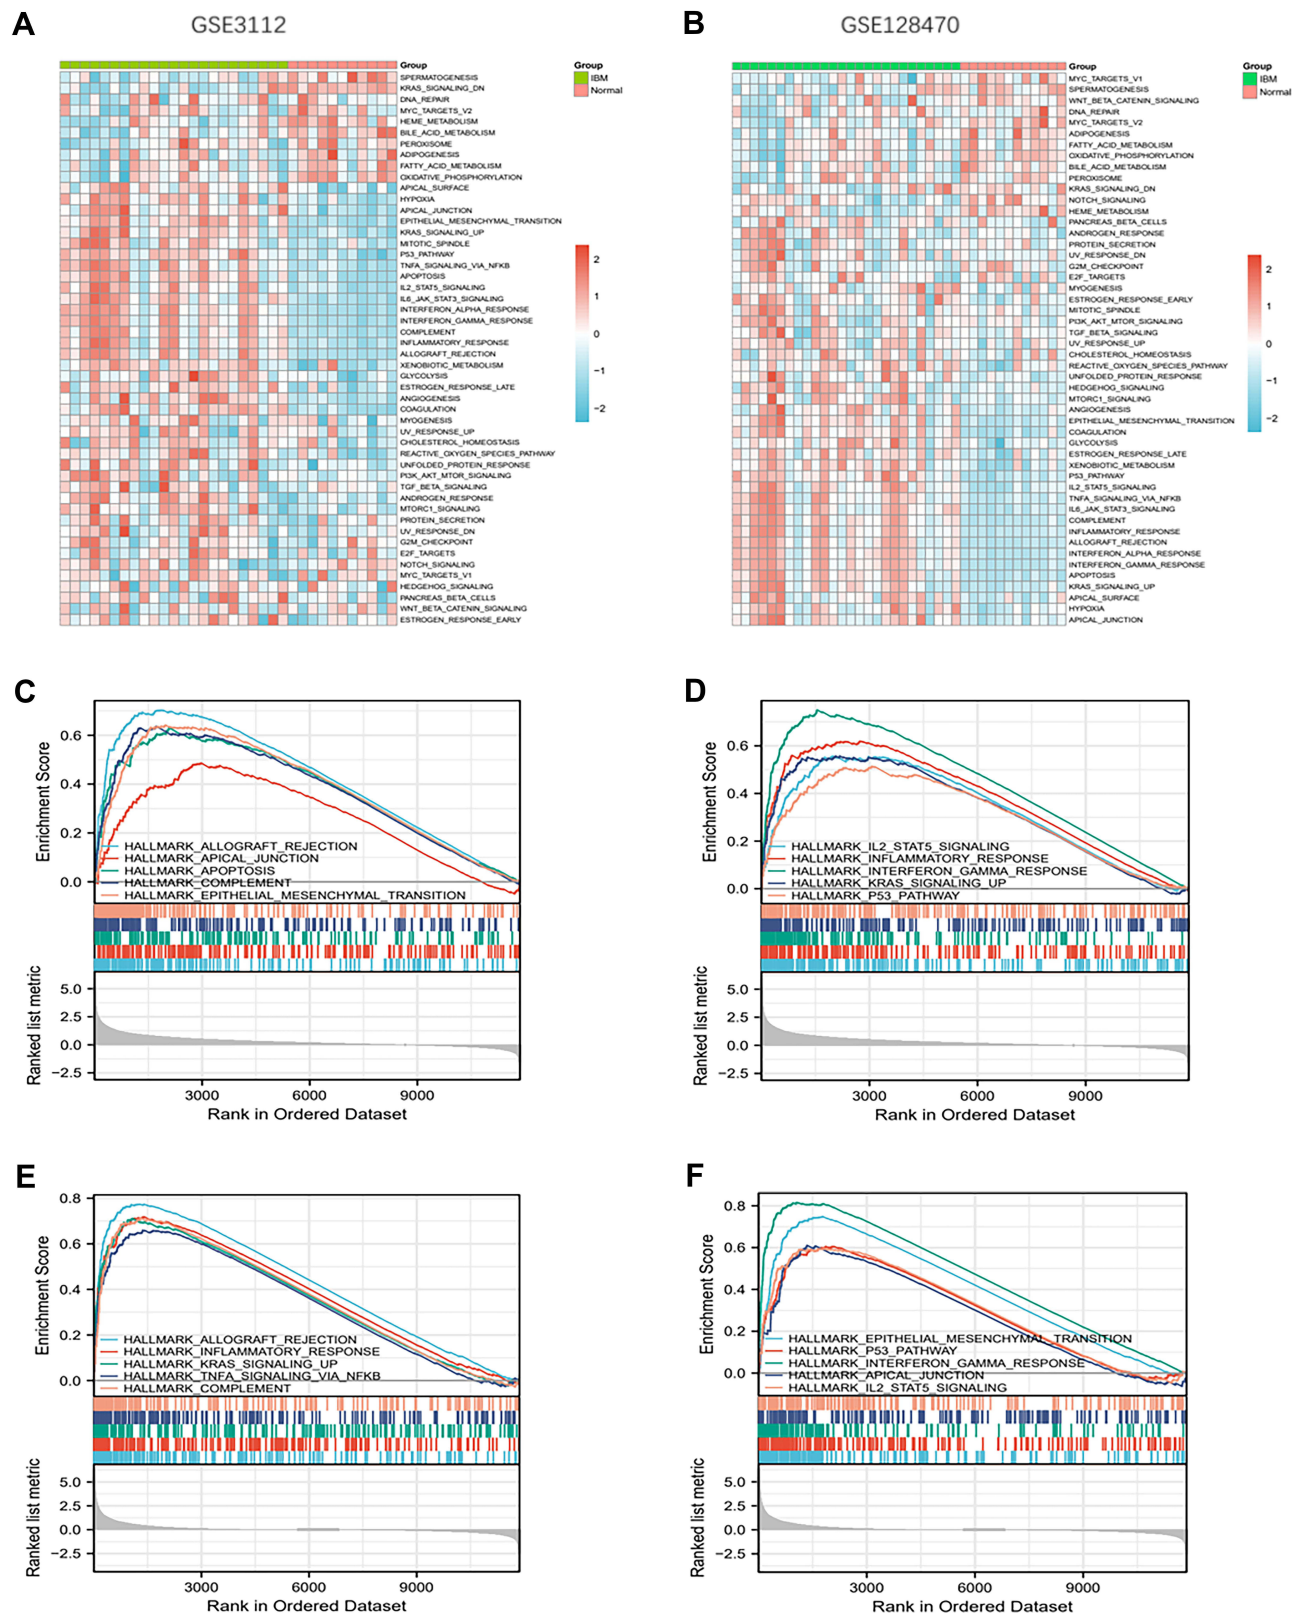 A
GSE3112
Group
SPERMATOGENESIS
KRAS_SIGNALING_DN
DNA_REPAIR
MYC_TARGETS_V2
HEME_METABOLISM
BILE_ACID_METABOLISM
PEROXISOME
ADIPOGENESIS
FATTY_ACID_METABOLISM
OXIDATIVE_PHOSPHORYLATION
APICAL_SURFACE
HYPOXIA
APICAL_JUNCTION
EPITHELIAL_MESENCHYMAL_TRANSITION
KRAS_SIGNALING_UP
MITOTIC_SPINDLE
P53_PATHWAY
TNFA_SIGNALING_VIA_NFKB
APOPTOSIS
IL2_STAT5_SIGNALING
IL6_JAK_STAT3_SIGNALING
INTERFERON_ALPHA_RESPONSE
INTERFERON_GAMMA_RESPONSE
COMPLEMENT
INFLAMMATORY_RESPONSE
ALLOGRAFT_REJECTION
XENOBIOTIC_METABOLISM
GLYCOLYSIS
ESTROGEN_RESPONSE_LATE
ANGIOGENESIS
COAGULATION
MYOGENESIS
UV_RESPONSE_UP
CHOLESTEROL_HOMEOSTASIS
REACTIVE_OXYGEN_SPECIES_PATHWAY
UNFOLDED_PROTEIN_RESPONSE
PI3K_AKT_MTOR_SIGNALING
TGF_BETA_SIGNALING
ANDROGEN_RESPONSE
MTORC1_SIGNALING
PROTEIN_SECRETION
UV_RESPONSE_DN
G2M_CHECKPOINT
E2F_TARGETS
NOTCH_SIGNALING
MYC_TARGETS_V1
HEDGEHOG_SIGNALING
PANCREAS_BETA_CELLS
WNT_BETA_CATENIN_SIGNALING
ESTROGEN_RESPONSE_EARLY
Group
IBM
Normal
2
1
0
−1
−2
B
GSE128470
Group
MYC_TARGETS_V1
SPERMATOGENESIS
WNT_BETA_CATENIN_SIGNALING
DNA_REPAIR
MYC_TARGETS_V2
ADIPOGENESIS
FATTY_ACID_METABOLISM
OXIDATIVE_PHOSPHORYLATION
BILE_ACID_METABOLISM
PEROXISOME
KRAS_SIGNALING_DN
NOTCH_SIGNALING
HEME_METABOLISM
PANCREAS_BETA_CELLS
ANDROGEN_RESPONSE
PROTEIN_SECRETION
UV_RESPONSE_DN
G2M_CHECKPOINT
E2F_TARGETS
MYOGENESIS
ESTROGEN_RESPONSE_EARLY
MITOTIC_SPINDLE
PI3K_AKT_MTOR_SIGNALING
TGF_BETA_SIGNALING
UV_RESPONSE_UP
CHOLESTEROL_HOMEOSTASIS
REACTIVE_OXYGEN_SPECIES_PATHWAY
UNFOLDED_PROTEIN_RESPONSE
HEDGEHOG_SIGNALING
MTORC1_SIGNALING
ANGIOGENESIS
EPITHELIAL_MESENCHYMAL_TRANSITION
COAGULATION
GLYCOLYSIS
ESTROGEN_RESPONSE_LATE
XENOBIOTIC_METABOLISM
P53_PATHWAY
IL2_STAT5_SIGNALING
TNFA_SIGNALING_VIA_NFKB
IL6_JAK_STAT3_SIGNALING
COMPLEMENT
INFLAMMATORY_RESPONSE
ALLOGRAFT_REJECTION
INTERFERON_ALPHA_RESPONSE
INTERFERON_GAMMA_RESPONSE
APOPTOSIS
KRAS_SIGNALING_UP
APICAL_SURFACE
HYPOXIA
APICAL_JUNCTION
Group
IBM
Normal
2
1
0
−1
−2
C
Enrichment Score
0.6
0.4
0.2
0.0
HALLMARK_ALLOGRAFT_REJECTION
HALLMARK_APICAL_JUNCTION
HALLMARK_APOPTOSIS
HALLMARK_COMPLEMENT
HALLMARK_EPITHELIAL_MESENCHYMAL_TRANSITION
Ranked list metric
5.0
2.5
0.0
−2.5
3000 6000 9000
Rank in Ordered Dataset
D
Enrichment Score
0.6
0.4
0.2
0.0
HALLMARK_IL2_STAT5_SIGNALING
HALLMARK_INFLAMMATORY_RESPONSE
HALLMARK_INTERFERON_GAMMA_RESPONSE
HALLMARK_KRAS_SIGNALING_UP
HALLMARK_P53_PATHWAY
Ranked list metric
5.0
2.5
0.0
−2.5
3000 6000 9000
Rank in Ordered Dataset
E
Enrichment Score
0.8
0.6
0.4
0.2
0.0
HALLMARK_ALLOGRAFT_REJECTION
HALLMARK_INFLAMMATORY_RESPONSE
HALLMARK_KRAS_SIGNALING_UP
HALLMARK_TNFA_SIGNALING_VIA_NFKB
HALLMARK_COMPLEMENT
Ranked list metric
5.0
2.5
0.0
−2.5
3000 6000 9000
Rank in Ordered Dataset
F
Enrichment Score
0.8
0.6
0.4
0.2
0.0
HALLMARK_EPITHELIAL_MESENCHYMAL_TRANSITION
HALLMARK_P53_PATHWAY
HALLMARK_INTERFERON_GAMMA_RESPONSE
HALLMARK_APICAL_JUNCTION
HALLMARK_IL2_STAT5_SIGNALING
Ranked list metric
5.0
2.5
0.0
−2.5
3000 6000 9000
Rank in Ordered Dataset